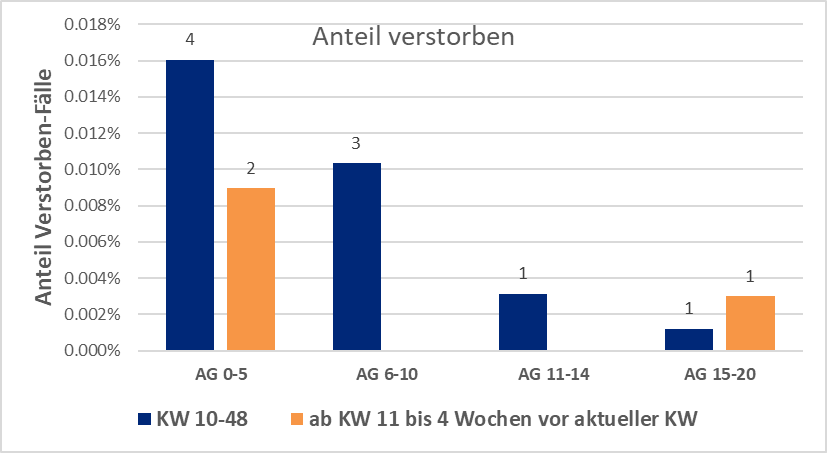 Anteil verstorben
Anteil Verstorben-Fälle
0.018%
0.016%
0.014%
0.012%
0.010%
0.008%
0.006%
0.004%
0.002%
0.000%
4
2
3
1
1
1
AG 0-5
AG 6-10
AG 11-14
AG 15-20
KW 10-48
ab KW 11 bis 4 Wochen vor aktueller KW